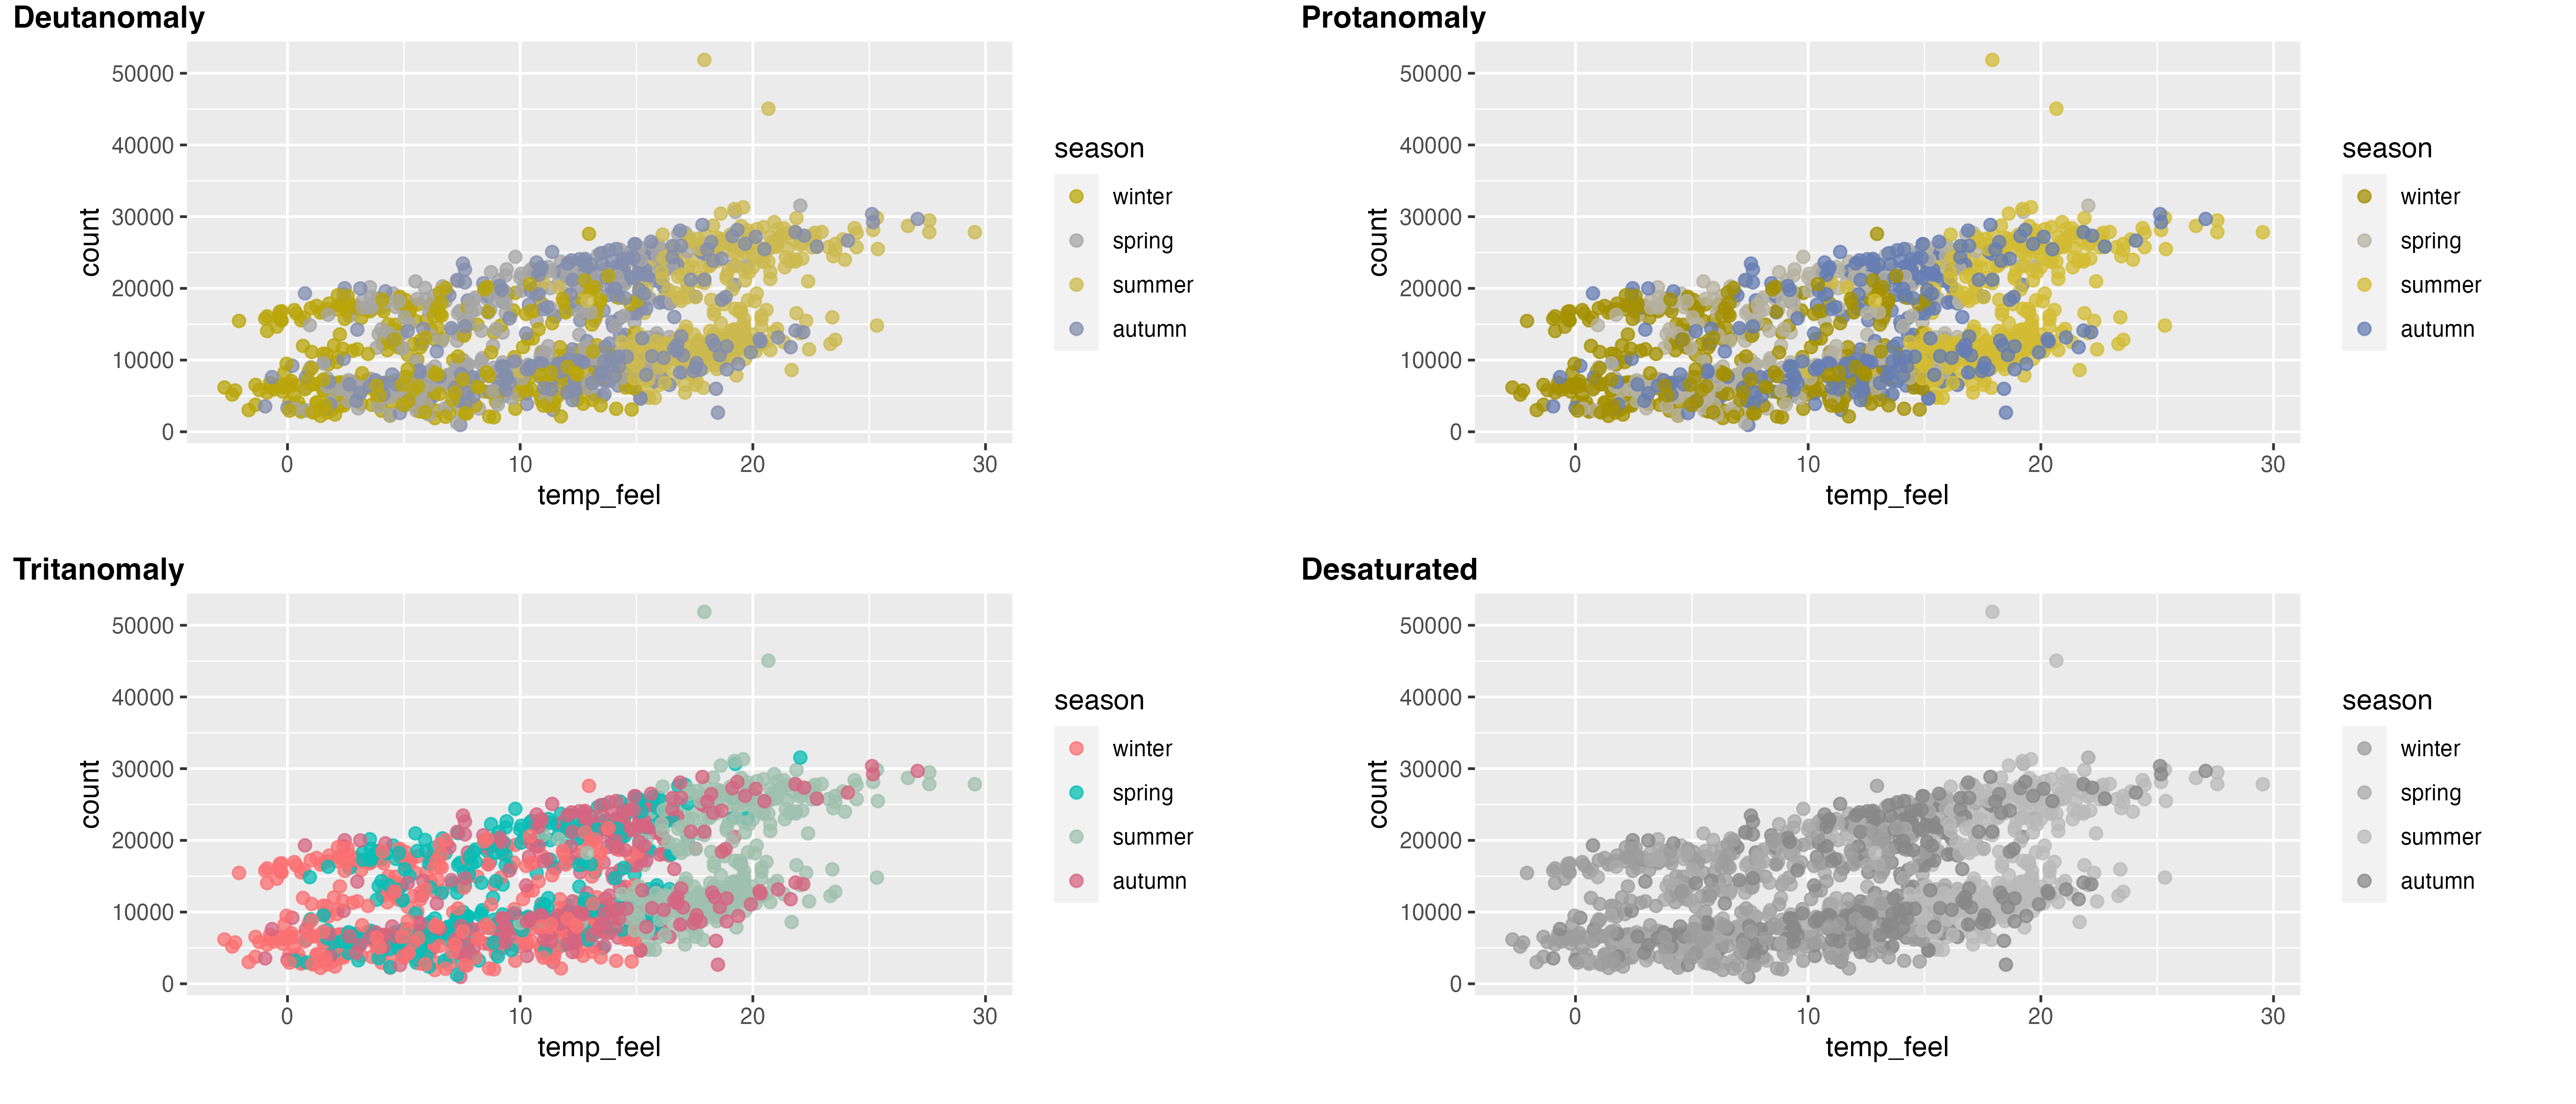 Deutanomaly
50000
40000
30000
20000
10000
0
count
0 10 20 30
temp_feel
season
winter
spring
summer
autumn
Protanomaly
50000
40000
30000
20000
10000
0
count
0 10 20 30
temp_feel
season
winter
spring
summer
autumn
Tritanomaly
50000
40000
30000
20000
10000
0
count
0 10 20 30
temp_feel
season
winter
spring
summer
autumn
Desaturated
50000
40000
30000
20000
10000
0
count
0 10 20 30
temp_feel
season
winter
spring
summer
autumn